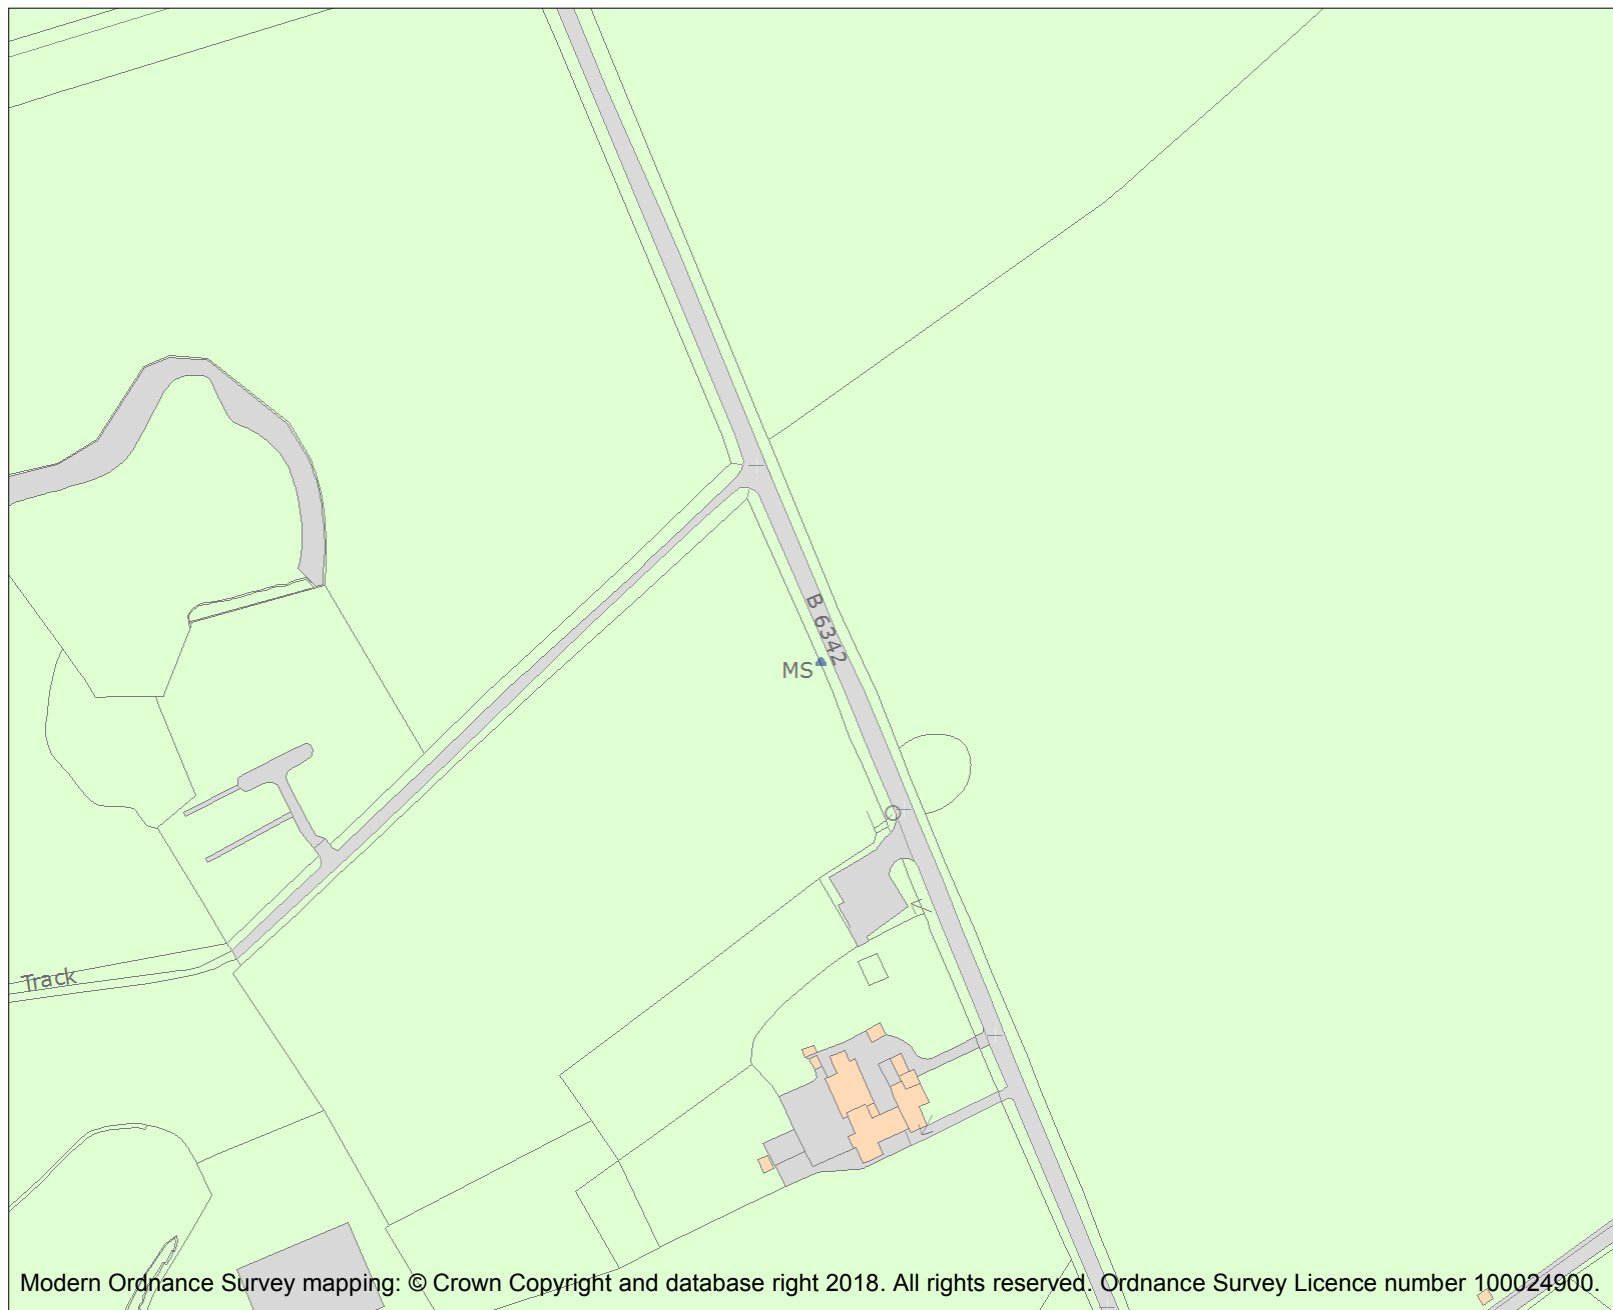 B 6342
MS
Track
Modern Ordnance Survey mapping: © Crown Copyright and database right 2018. All rights reserved. Ordnance Survey Licence number 100024900.